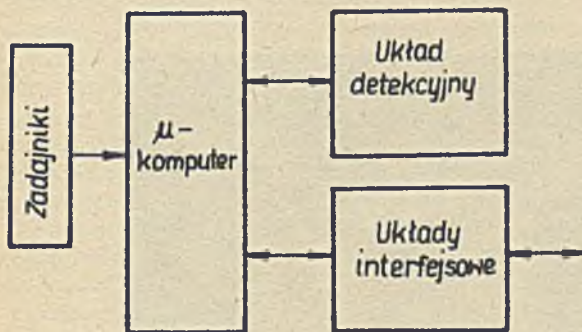 Zadajniki
μ-
komputer
Układ
detekcyjny
Układy
interfejsowe